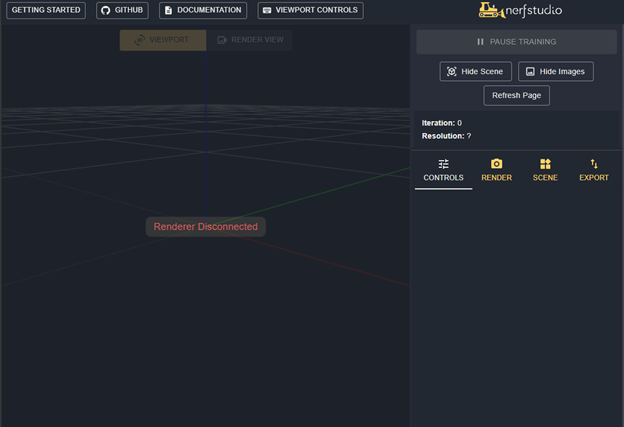 GETTING STARTED
GITHUB
DOCUMENTATION
VIEWPORT CONTROLS
nerfstudio
VIEWPORT
RENDER VIEW
PAUSE TRAINING
Hide Scene
Hide Images
Refresh Page
Iteration: 0
Resolution: ?
CONTROLS
RENDER
SCENE
EXPORT
Renderer Disconnected